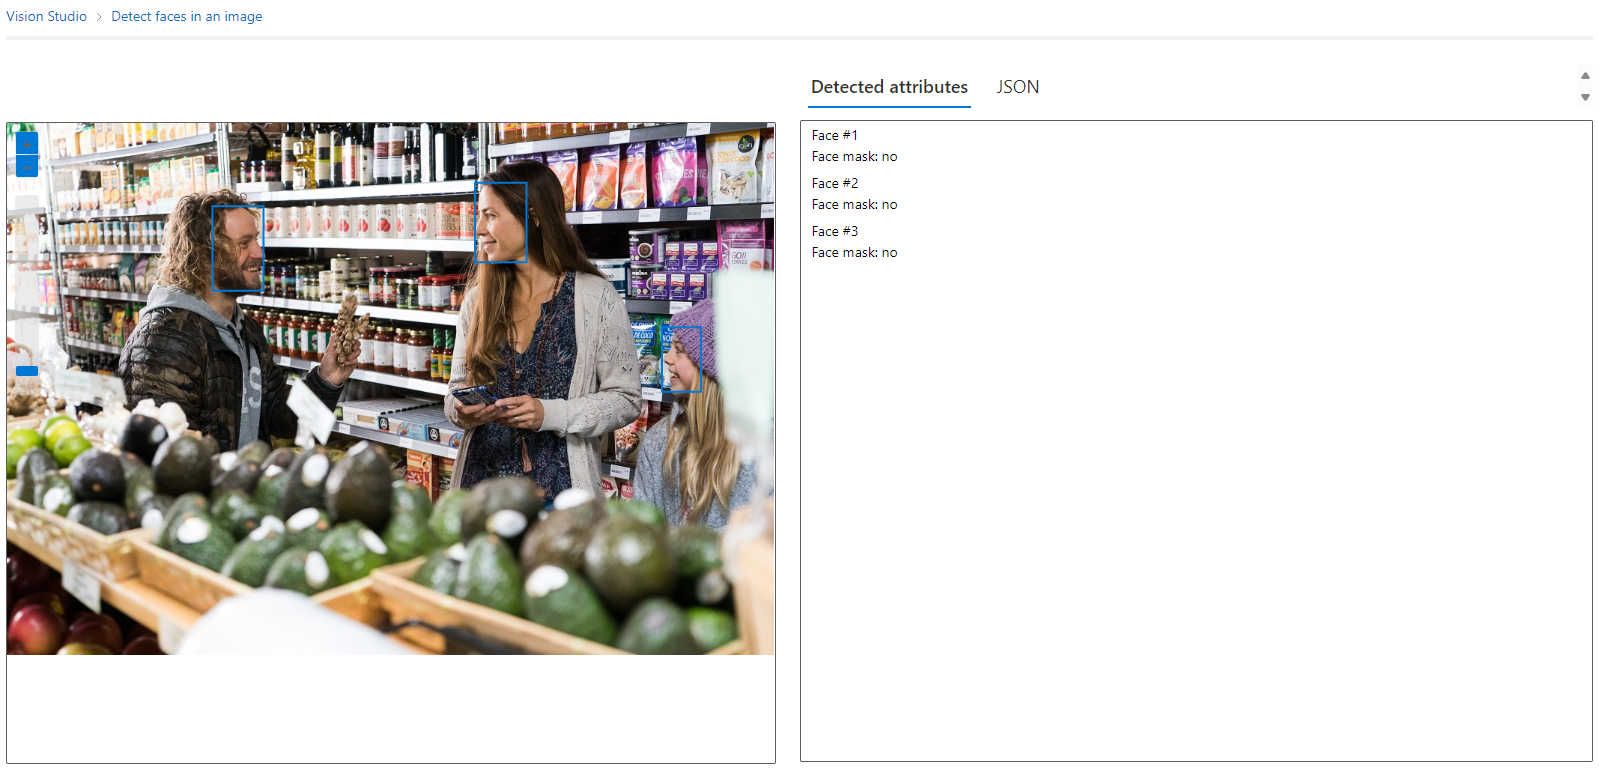 Vision Studio > Detect faces in an image
Detected attributes JSON
Face #1
Face mask: no
Face #2
Face mask: no
Face #3
Face mask: no
GOJI